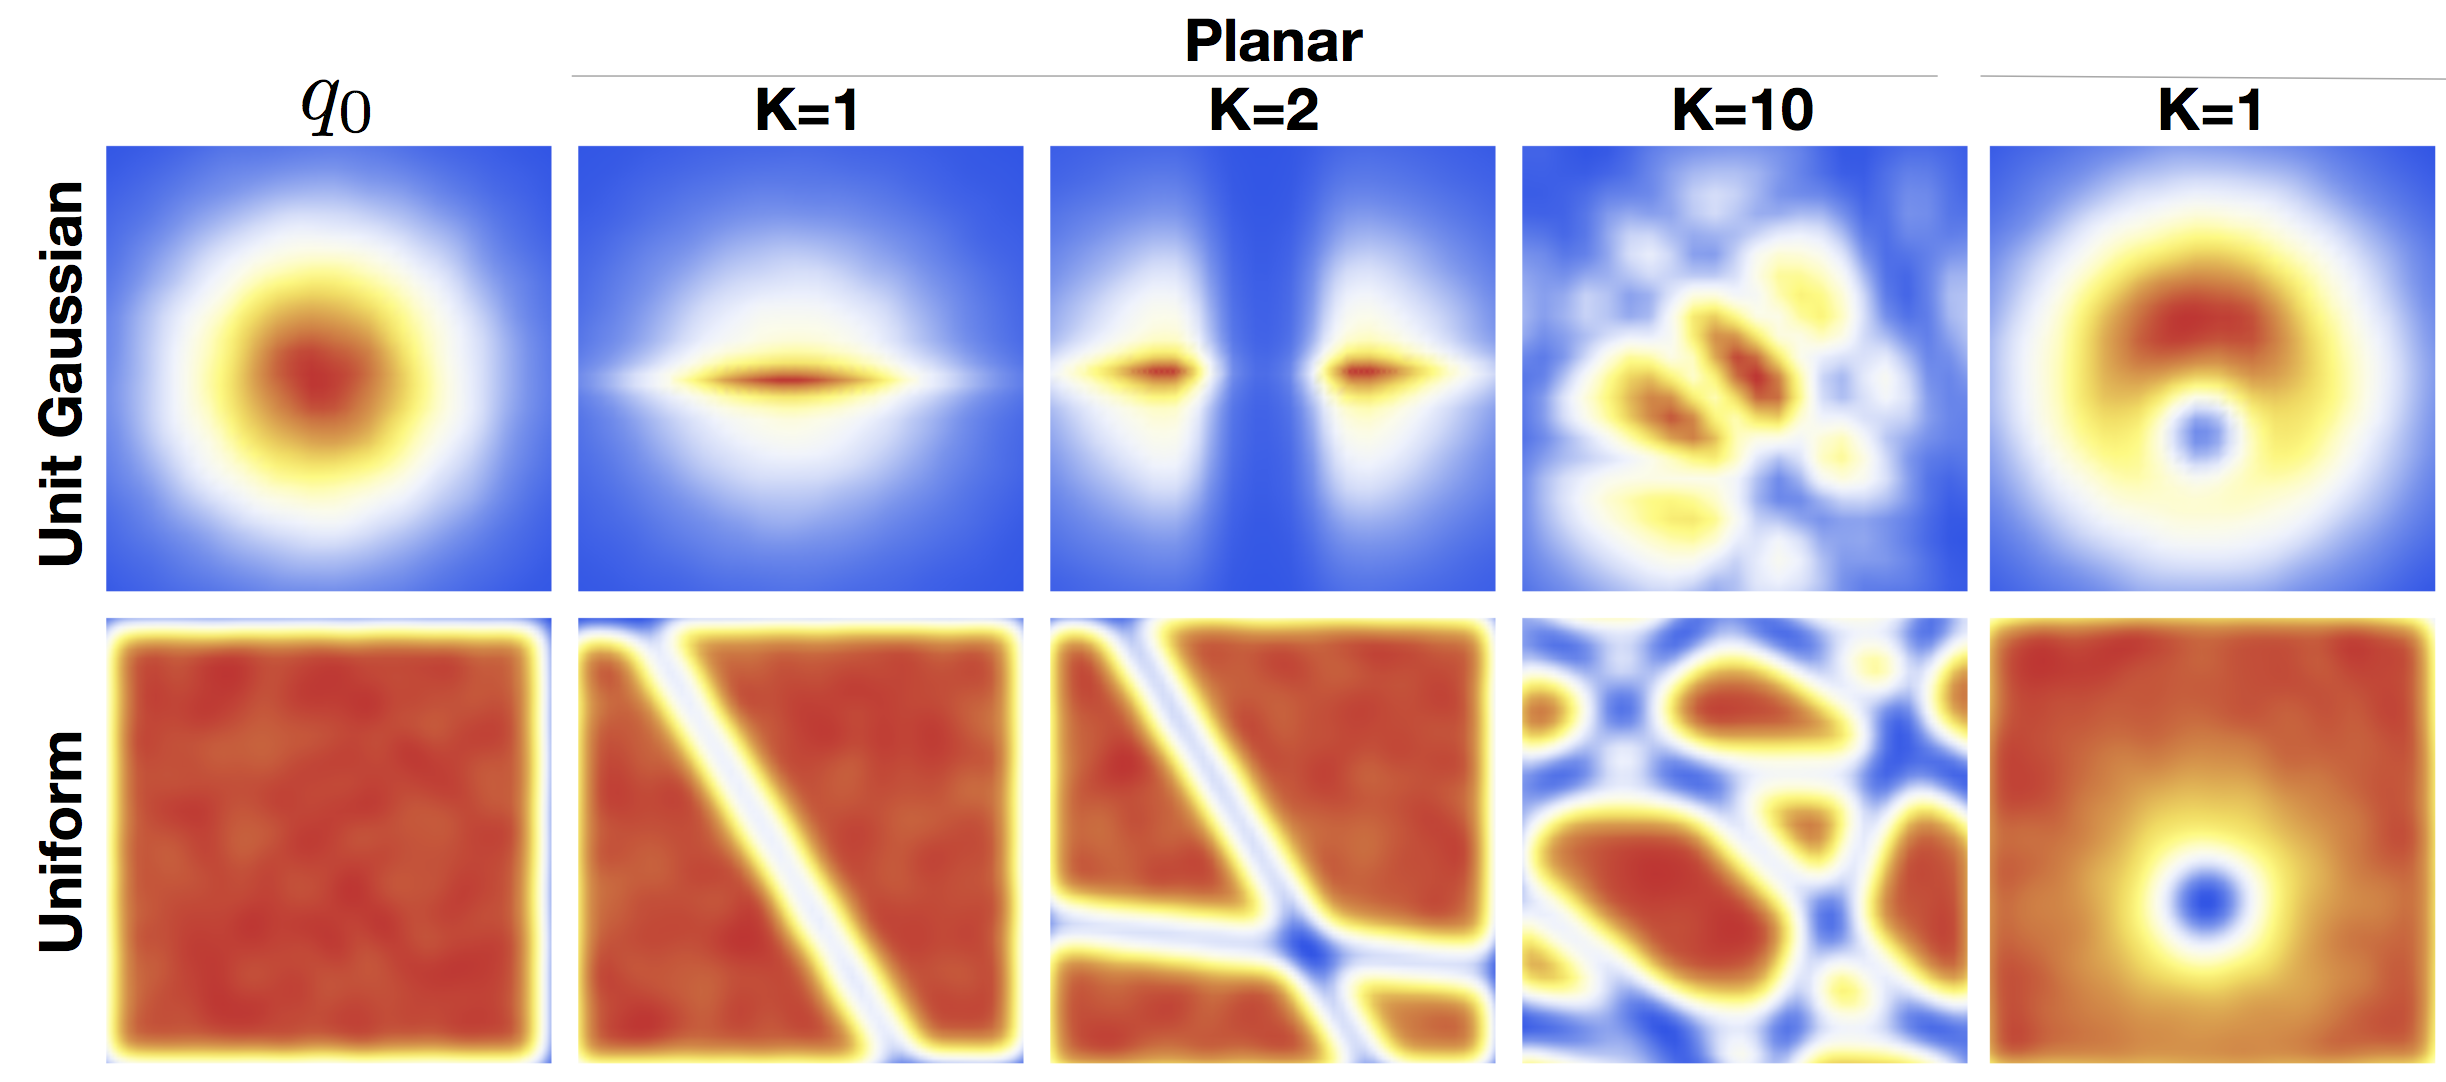 Planar
q0 K=1 K=2 K=10 K=1
Unit Gaussian
Uniform